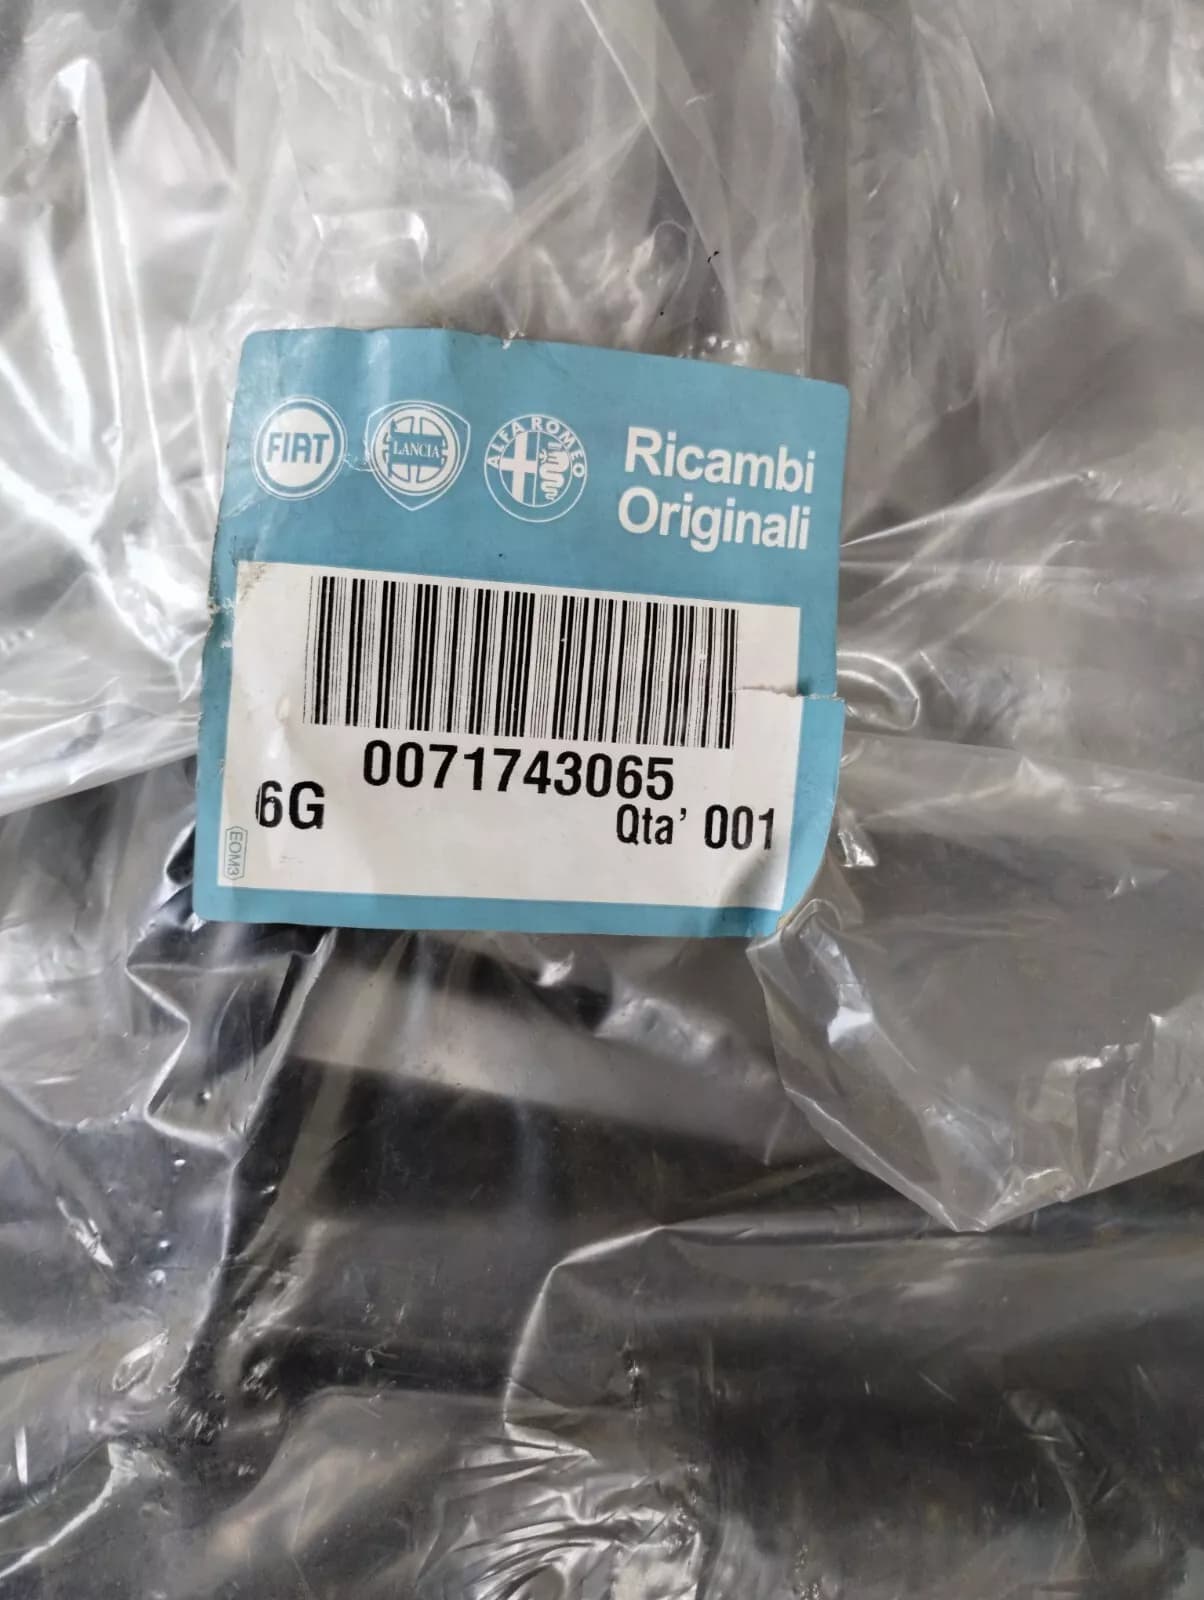 FIAT
LANCIA
ALFA ROMEO
Ricambi
Originali
0071743065
6G
Qta' 001
EOM3